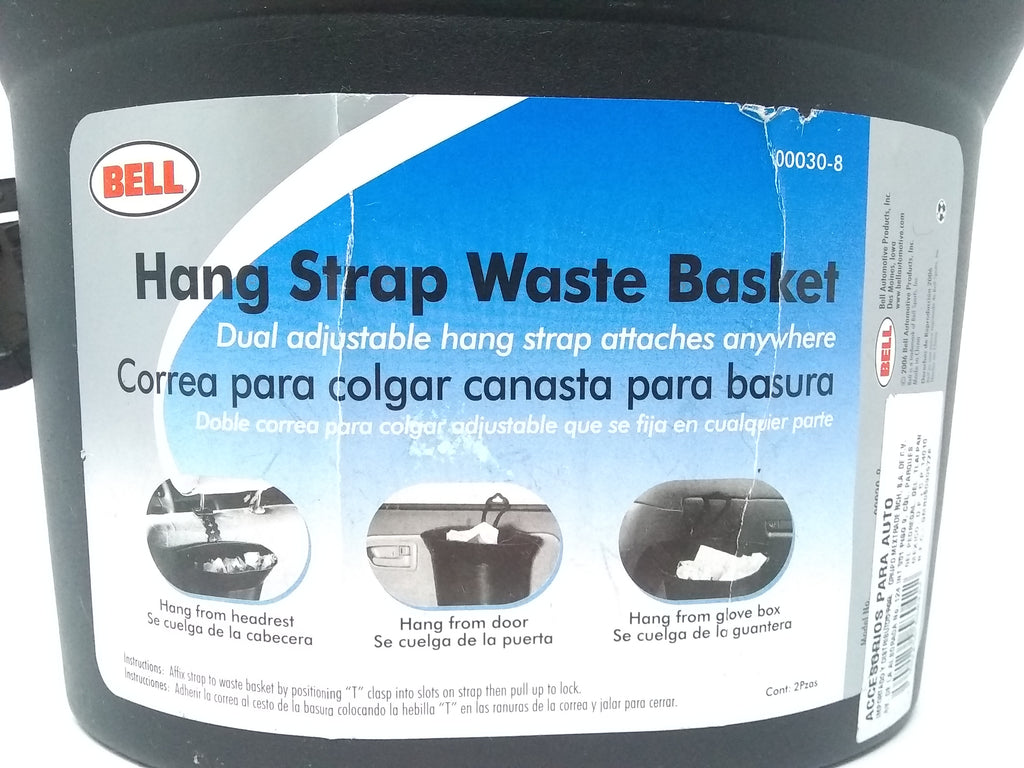 BELL
00030-8
Hang Strap Waste Basket
Dual adjustable hang strap attaches anywhere
Correa para colgar canasta para basura
Doble correa para colgar adjustable que se fija en cualquier parte
Hang from headrest
Se cuelga de la cabecera
Hang from door
Se cuelga de la puerta
Hang from glove box
Se cuelga de la guantera
Instructions: Affix strap to waste basket by positioning “T” clasp into slots on strap then pull up to lock.
Instrucciones: Adherir la correa al cesto de la basura colocando la hebilla “T” en las ranuras de la correa y jalar para cerrar.
Cont: 2Pzas
BELL
Bell Automotive Products, Inc.
Des Moines, Iowa
www.bellautomotive.com
© 2006 Bell Automotive Products, Inc.
Made in China
Model No.
ACCESORIOS PARA AUTO